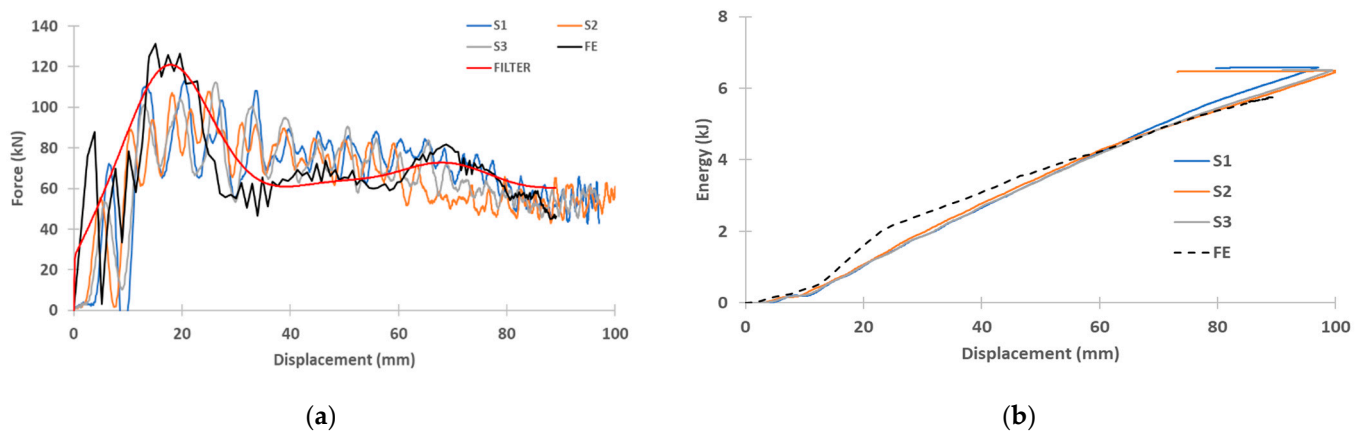 S1 S2
S3 FE
FILTER
140
120
100
80
60
40
20
0
Force (kN)
0 20 40 60 80 100
Displacement (mm)
(a)
8
6
4
2
0
Energy (kJ)
S1
S2
S3
FE
0 20 40 60 80 100
Displacement (mm)
(b)